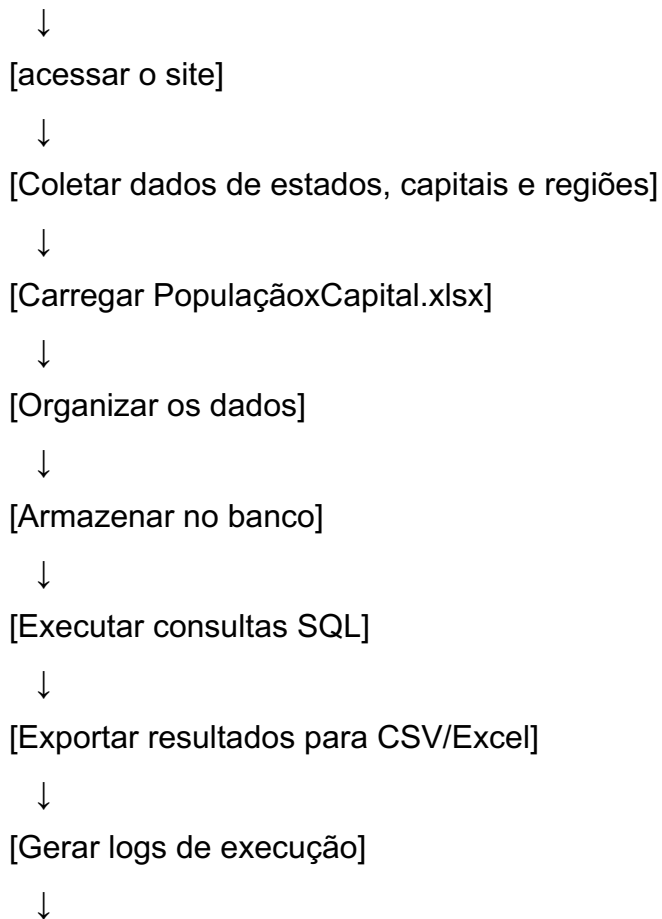 ↓
[acessar o site]
↓
[Coletar dados de estados, capitais e regiões]
↓
[Carregar PopulaçãoxCapital.xlsx]
↓
[Organizar os dados]
↓
[Armazenar no banco]
↓
[Executar consultas SQL]
↓
[Exportar resultados para CSV/Excel]
↓
[Gerar logs de execução]
↓